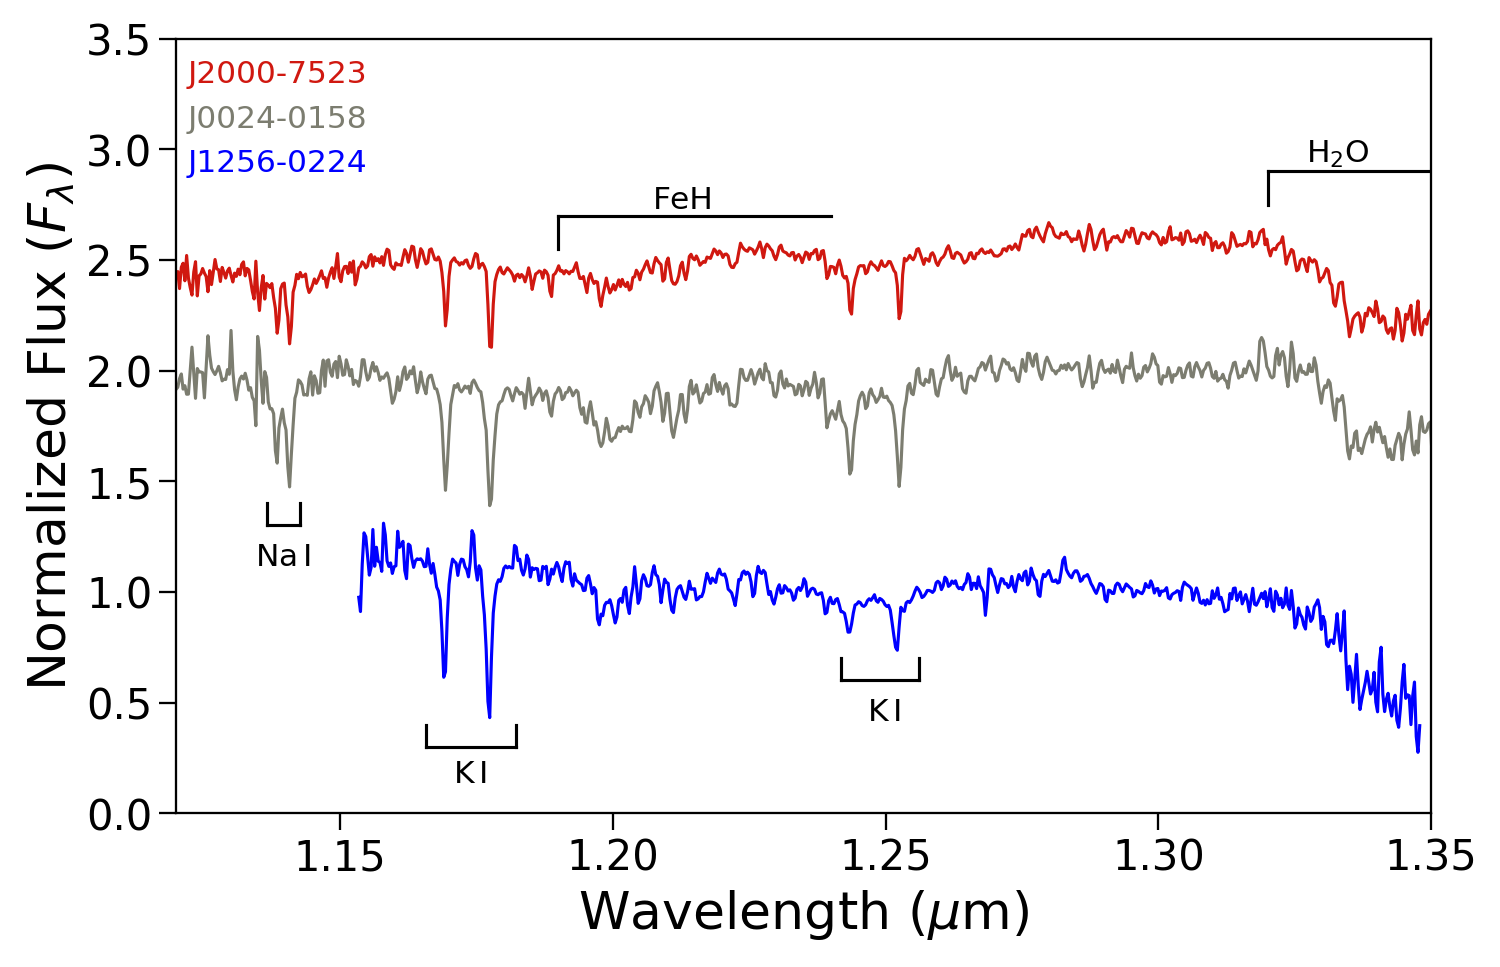 3.5
3.0
2.5
2.0
1.5
1.0
0.5
0.0
Normalized Flux (Fλ)
J2000-7523
J0024-0158
J1256-0224
FeH
H₂O
Na I
K I
K I
1.15
1.20
1.25
1.30
1.35
Wavelength (μm)